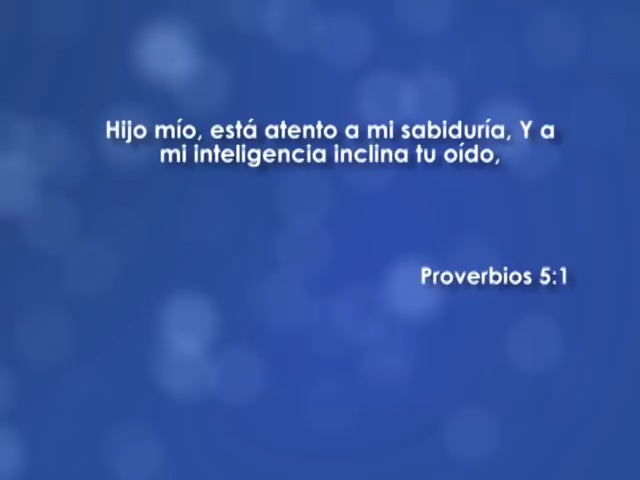 Hijo mío, está atento a mi sabiduría, Y a
mi inteligencia inclina tu oído,
Proverbios 5:1